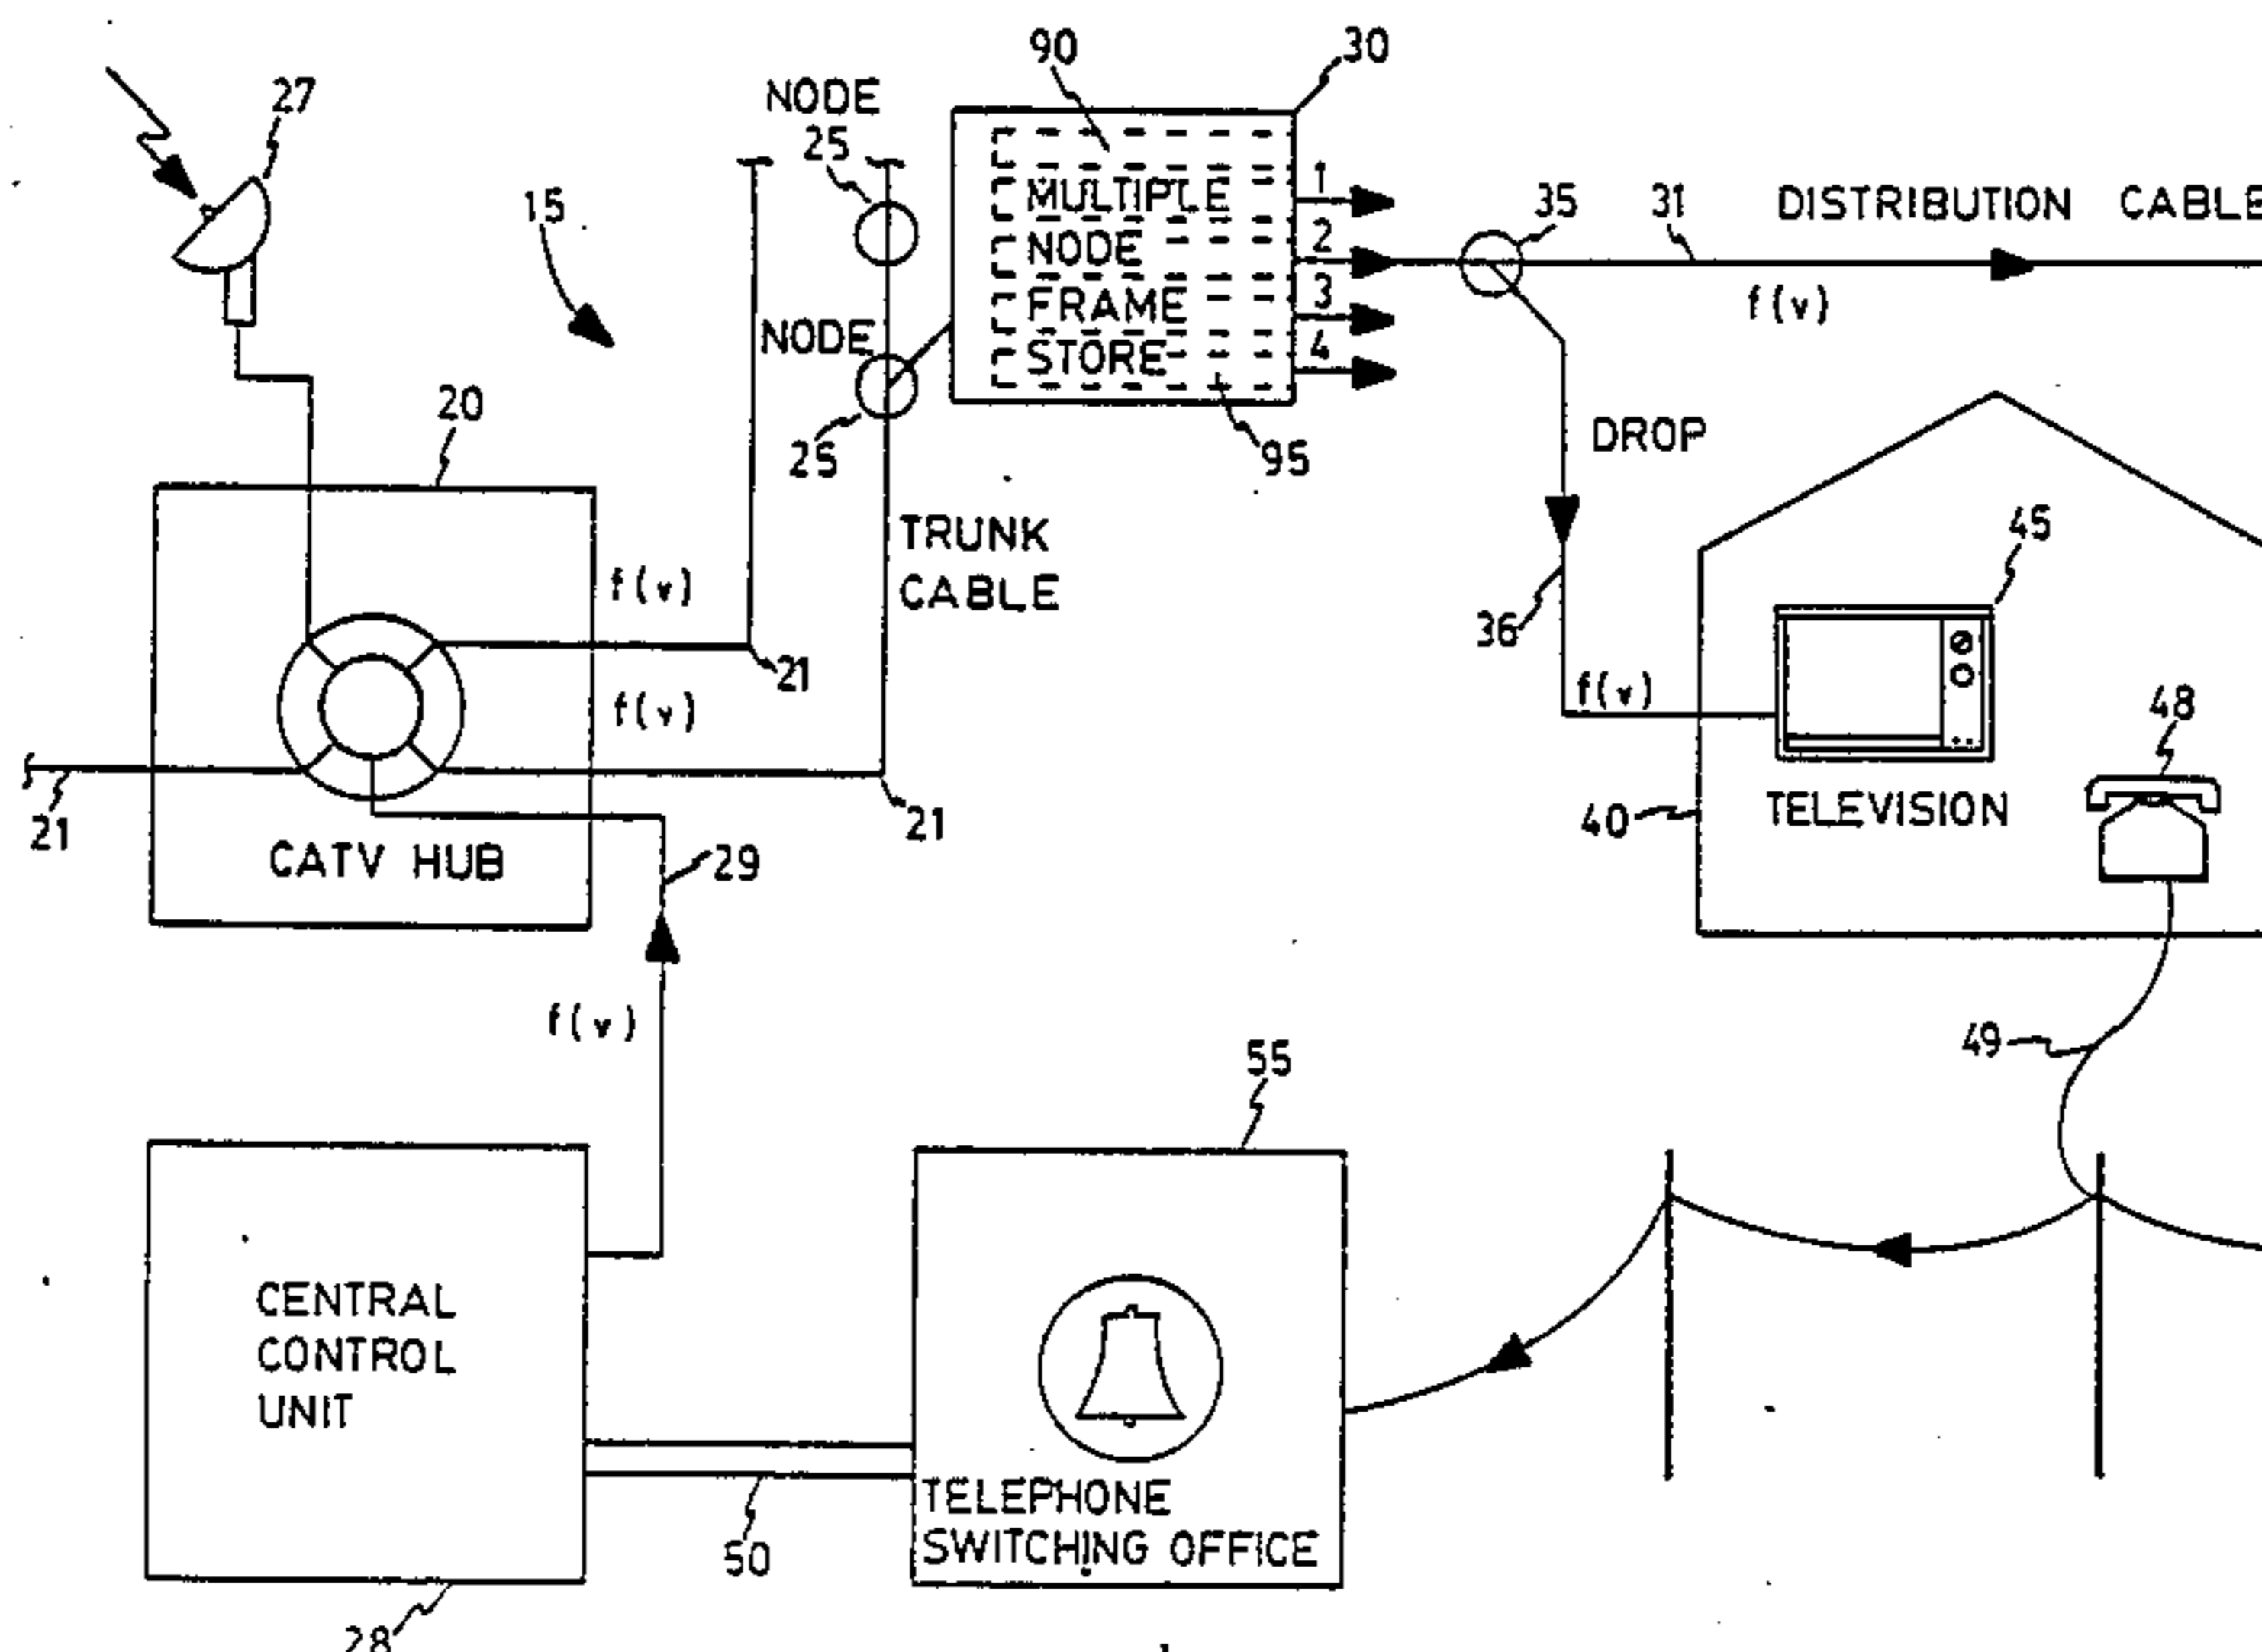 90
30
27
NODE
25
15
MULTIPLE
NODE
FRAME
STORE
1
2
3
4
35
31
DISTRIBUTION CABLE
f(v)
NODE
25
95
20
DROP
TRUNK
CABLE
45
f(v)
21
36
f(v)
f(v)
48
21
21
40
TELEVISION
CATV HUB
29
f(v)
49
55
CENTRAL
CONTROL
UNIT
TELEPHONE
SWITCHING OFFICE
50
28